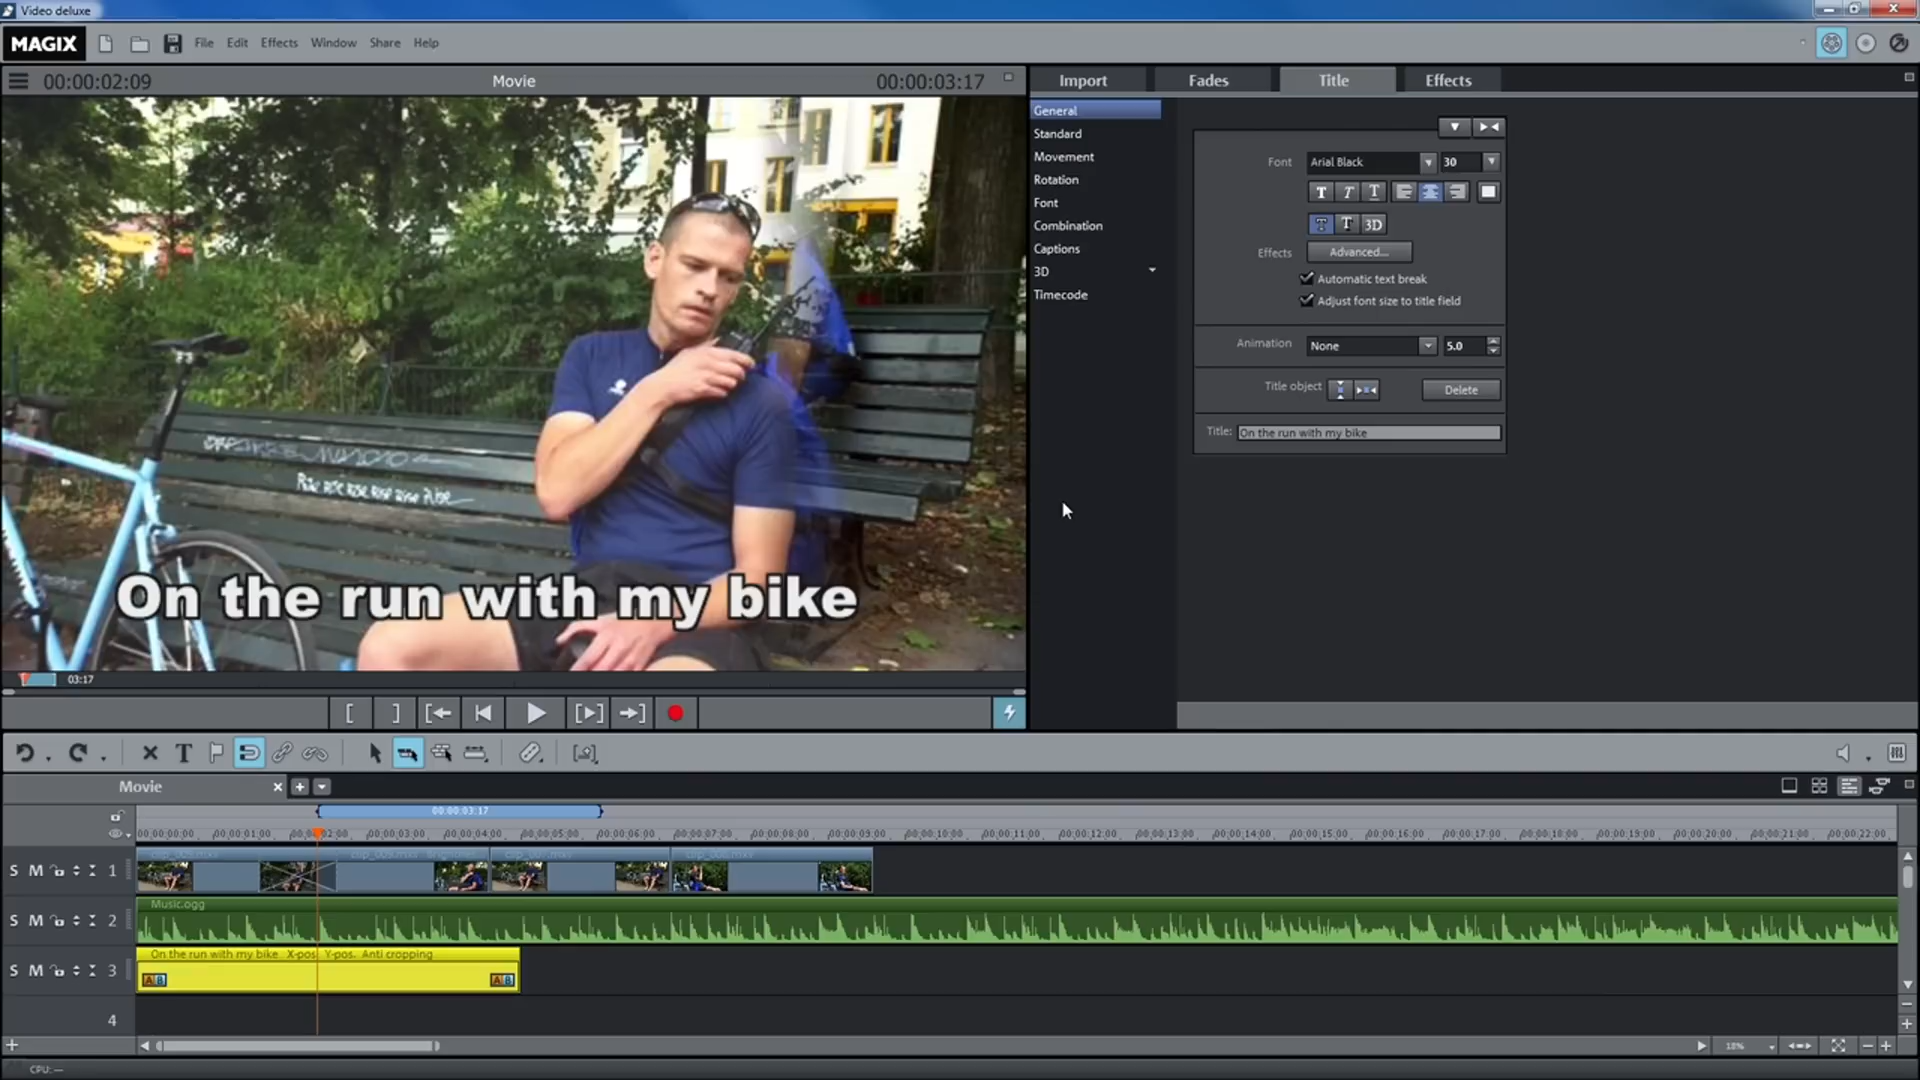 Video deluxe
MAGIX File Edit Effects Window Share Help
00:00:02:09 Movie 00:00:03:17
Import Fades Title Effects
General
Standard
Movement
Rotation
Font
Combination
Captions
3D
Timecode
Font Arial Black 30
T T T
T T 3D
Effects Advanced...
Automatic text break
Adjust font size to title field
Animation None 5.0
Title object Delete
Title: On the run with my bike
On the run with my bike
03:17
Movie
00:00:03:17
00:00:00:00 00:00:01:00 00:00:03:00 00:00:04:00 00:00:05:00 00:00:06:00 00:00:07:00 00:00:08:00 00:00:09:00 00:00:10:00 00:00:11:00 00:00:12:00 00:00:13:00 00:00:14:00 00:00:15:00 00:00:16:00 00:00:17:00 00:00:18:00 00:00:19:00 00:00:20:00 00:00:21:00 00:00:22:00
S M 1
Music.ogg
S M 2
On the run with my bike X-pos Y-pos. Anti cropping
S M 3
A B A B
4
18%
CPU: —